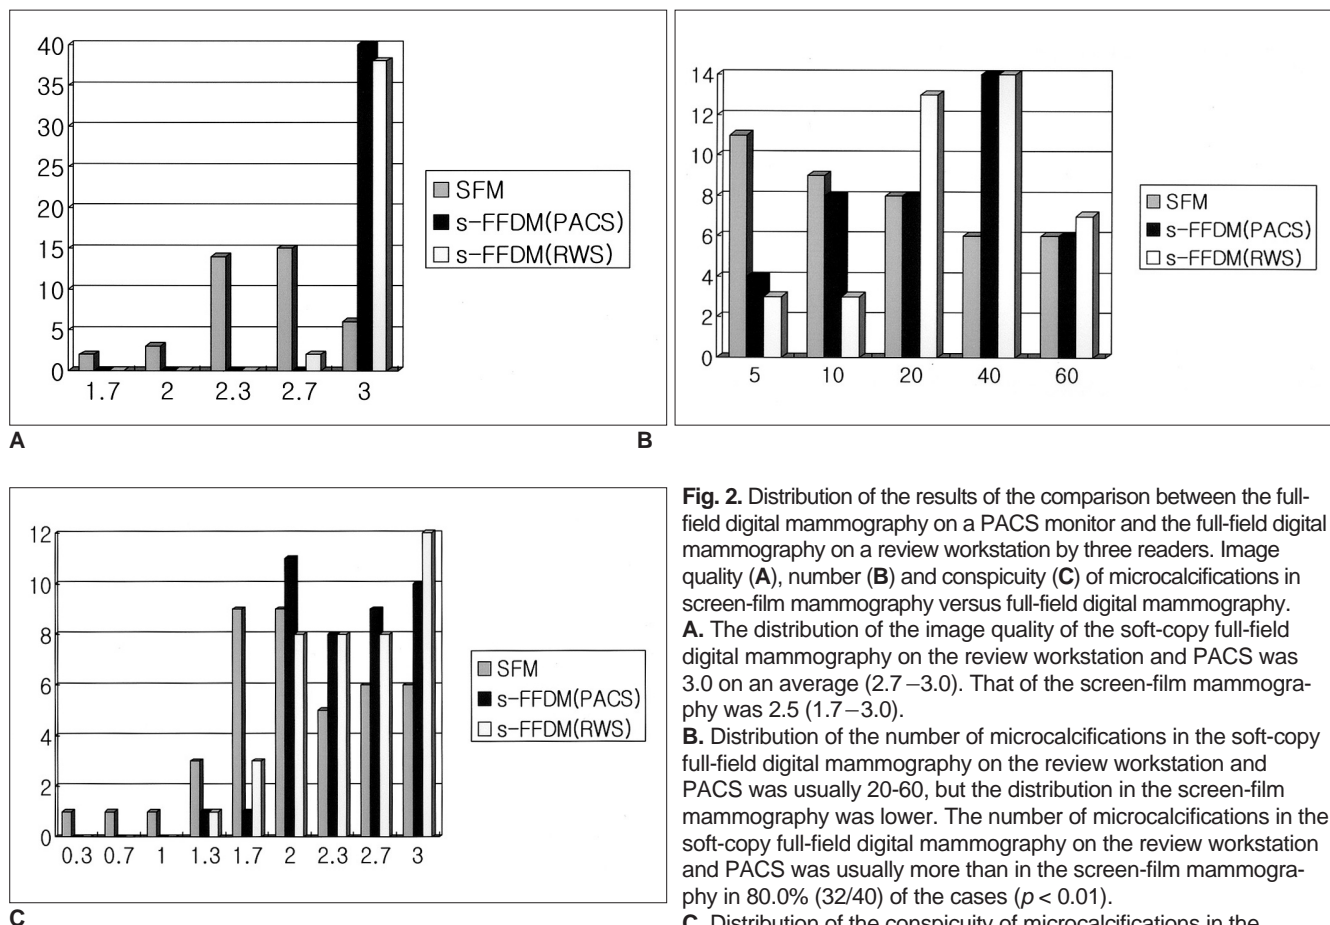 40
35
30
25
20
15
10
5
0
1.7 2 2.3 2.7 3
SFM
s-FFDM(PACS)
s-FFDM(RWS)
A
14
12
10
8
6
4
2
0
5 10 20 40 60
SFM
s-FFDM(PACS)
s-FFDM(RWS)
B
12
10
8
6
4
2
0
0.3 0.7 1 1.3 1.7 2 2.3 2.7 3
SFM
s-FFDM(PACS)
s-FFDM(RWS)
C
Fig. 2. Distribution of the results of the comparison between the full-
field digital mammography on a PACS monitor and the full-field digital
mammography on a review workstation by three readers. Image
quality (A), number (B) and conspicuity (C) of microcalcifications in
screen-film mammography versus full-field digital mammography.
A. The distribution of the image quality of the soft-copy full-field
digital mammography on the review workstation and PACS was
3.0 on an average (2.7–3.0). That of the screen-film mammogra-
phy was 2.5 (1.7–3.0).
B. Distribution of the number of microcalcifications in the soft-copy
full-field digital mammography on the review workstation and
PACS was usually 20-60, but the distribution in the screen-film
mammography was lower. The number of microcalcifications in the
soft-copy full-field digital mammography on the review workstation
and PACS was usually more than in the screen-film mammogra-
phy in 80.0% (32/40) of the cases (p < 0.01).
C. Distribution of the conspicuity of microcalcifications in the